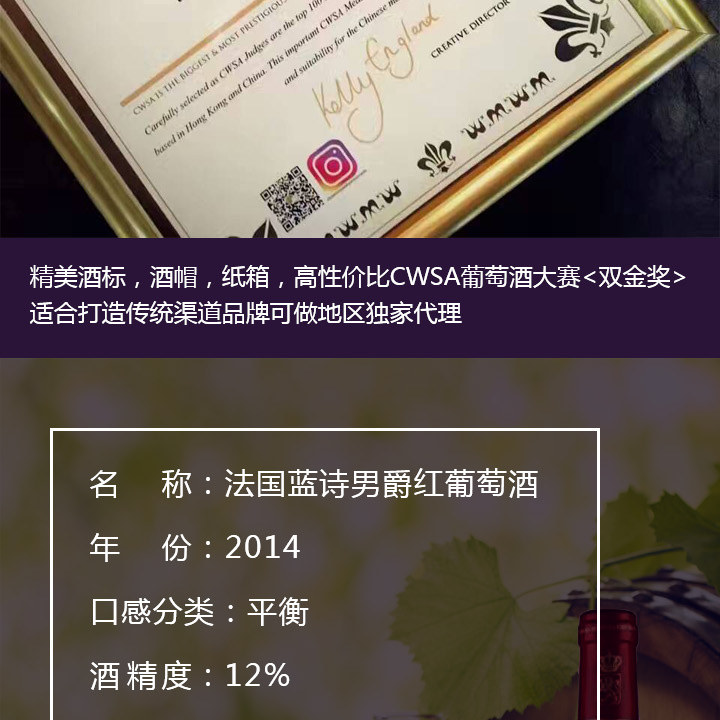 CWSA IS THE BIGGEST & MOST PRESTIGIOUS
Carefully selected as CWSA Judges are the top 100
based in Hong Kong and China. This important CWSA
and suitability for the Chinese
Kelly England
CREATIVE DIRECTOR
精美酒标，酒帽，纸箱，高性价比CWSA葡萄酒大赛<双金奖>
适合打造传统渠道品牌可做地区独家代理
名 称：法国蓝诗男爵红葡萄酒
年 份：2014
口感分类：平衡
酒精度：12%